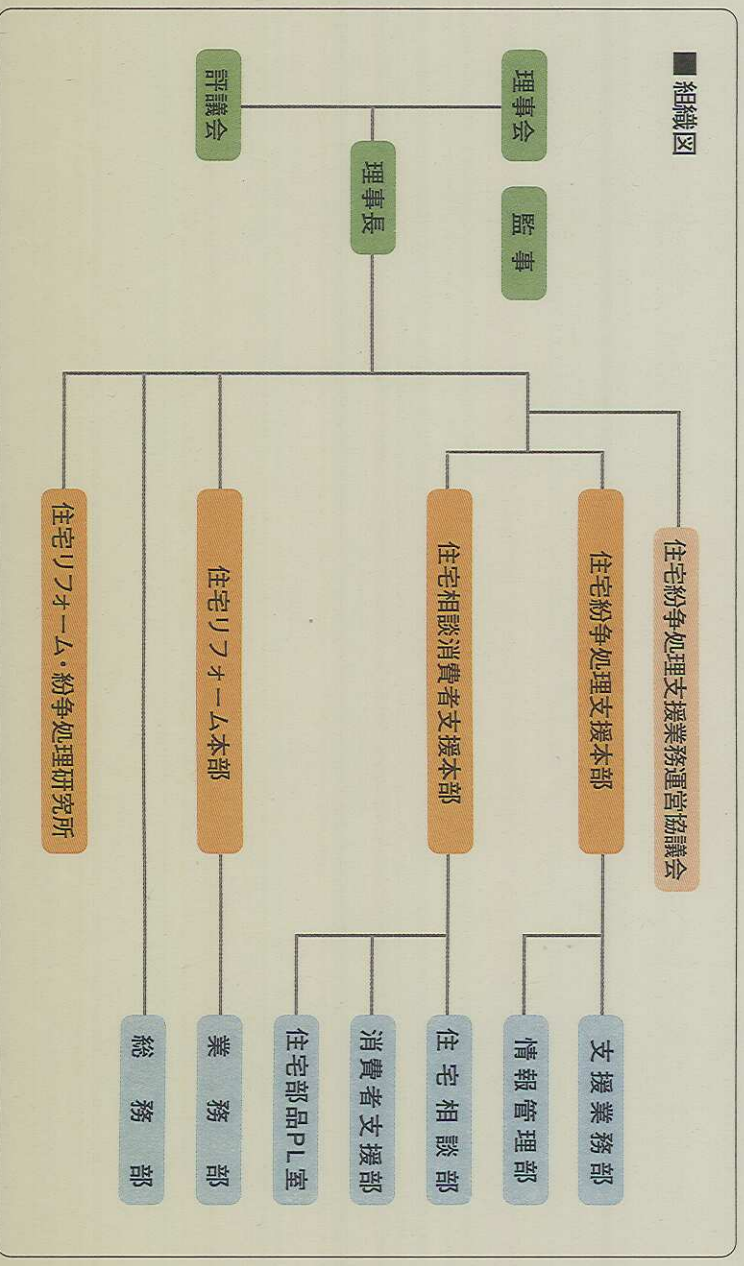 ■ 組織図
理事会
監事
評議会
理事長
住宅紛争処理支援業務運営協議会
住宅紛争処理支援本部
住宅相談消費者支援本部
住宅リフォーム本部
住宅リフォーム・紛争処理研究所
支援業務部
情報管理部
住宅相談部
消費者支援部
住宅部品PL室
業務部
総務部